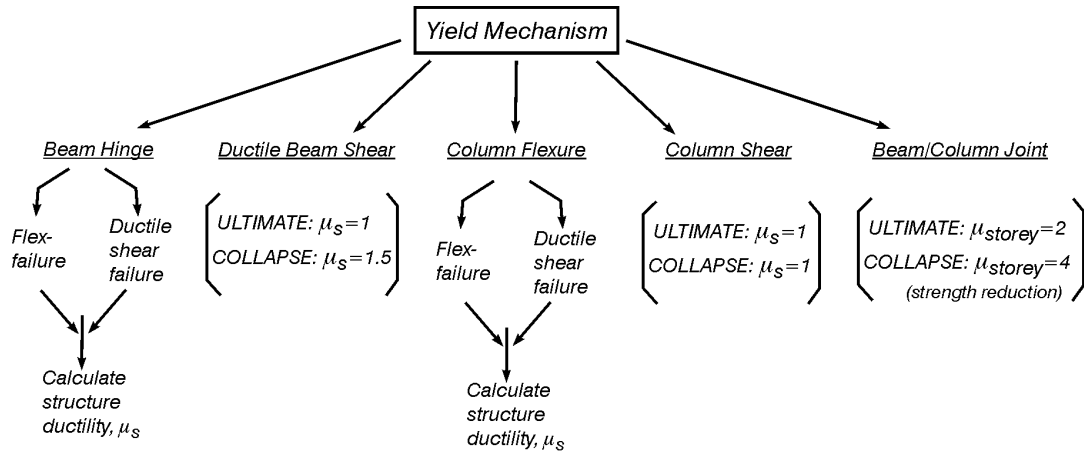 Yield Mechanism
Beam Hinge
Ductile Beam Shear
Column Flexure
Column Shear
Beam/Column Joint
Flex-
failure
Ductile
shear
failure
ULTIMATE: μs=1
COLLAPSE: μs=1.5
Flex-
failure
Ductile
shear
failure
ULTIMATE: μs=1
COLLAPSE: μs=1
ULTIMATE: μstorey=2
COLLAPSE: μstorey=4
(strength reduction)
Calculate
structure
ductility, μs
Calculate
structure
ductility, μs